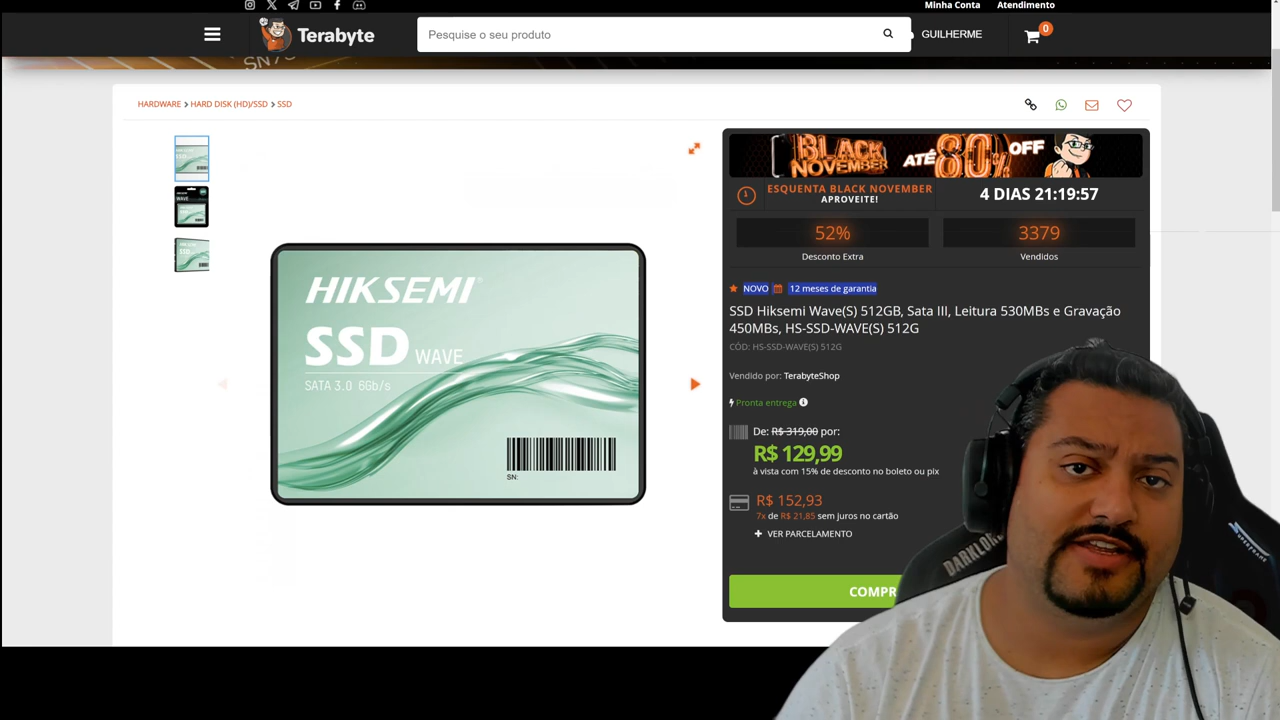 Minha Conta
Atendimento
Terabyte
Pesquise o seu produto
GUILHERME
0
HARDWARE > HARD DISK (HD)/SSD > SSD
BLACK NOVEMBER ATÉ 80% OFF
ESQUENTA BLACK NOVEMBER
APROVEITE!
4 DIAS 21:19:57
52%
Desconto Extra
3379
Vendidos
NOVO
12 meses de garantia
SSD Hiksemi Wave(S) 512GB, Sata III, Leitura 530MBs e Gravação
450MBs, HS-SSD-WAVE(S) 512G
CÓD: HS-SSD-WAVE(S) 512G
Vendido por: TerabyteShop
Pronta entrega
De: R$ 319,00 por:
R$ 129,99
à vista com 15% de desconto no boleto ou pix
R$ 152,93
7x de R$ 21,85 sem juros no cartão
+ VER PARCELAMENTO
COMPR
HIKSEMI
SSD WAVE
SATA 3.0 6Gb/s
SN:
DARKLOR